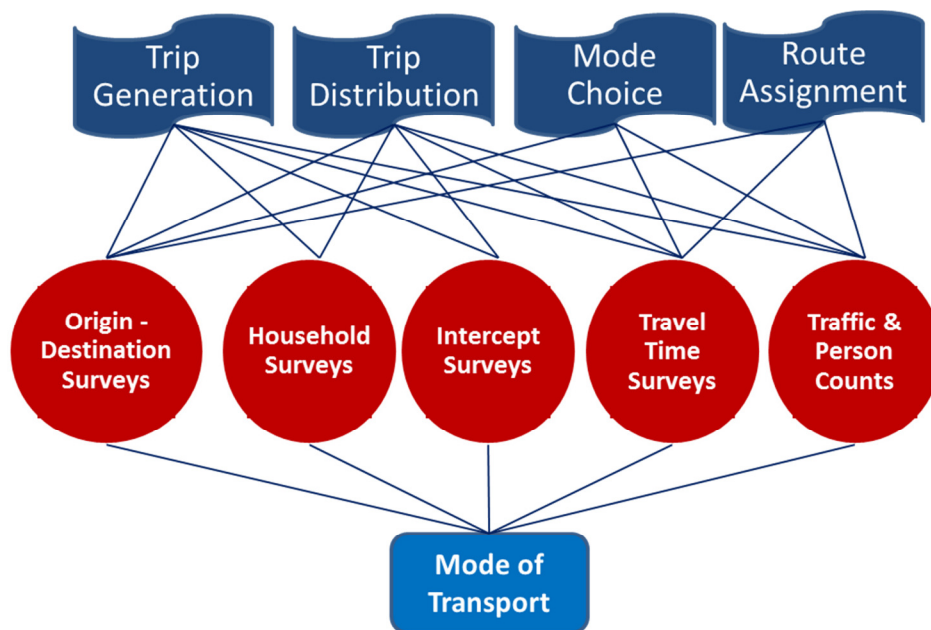 Trip
Generation
Trip
Distribution
Mode
Choice
Route
Assignment
Origin -
Destination
Surveys
Household
Surveys
Intercept
Surveys
Travel
Time
Surveys
Traffic &
Person
Counts
Mode of
Transport